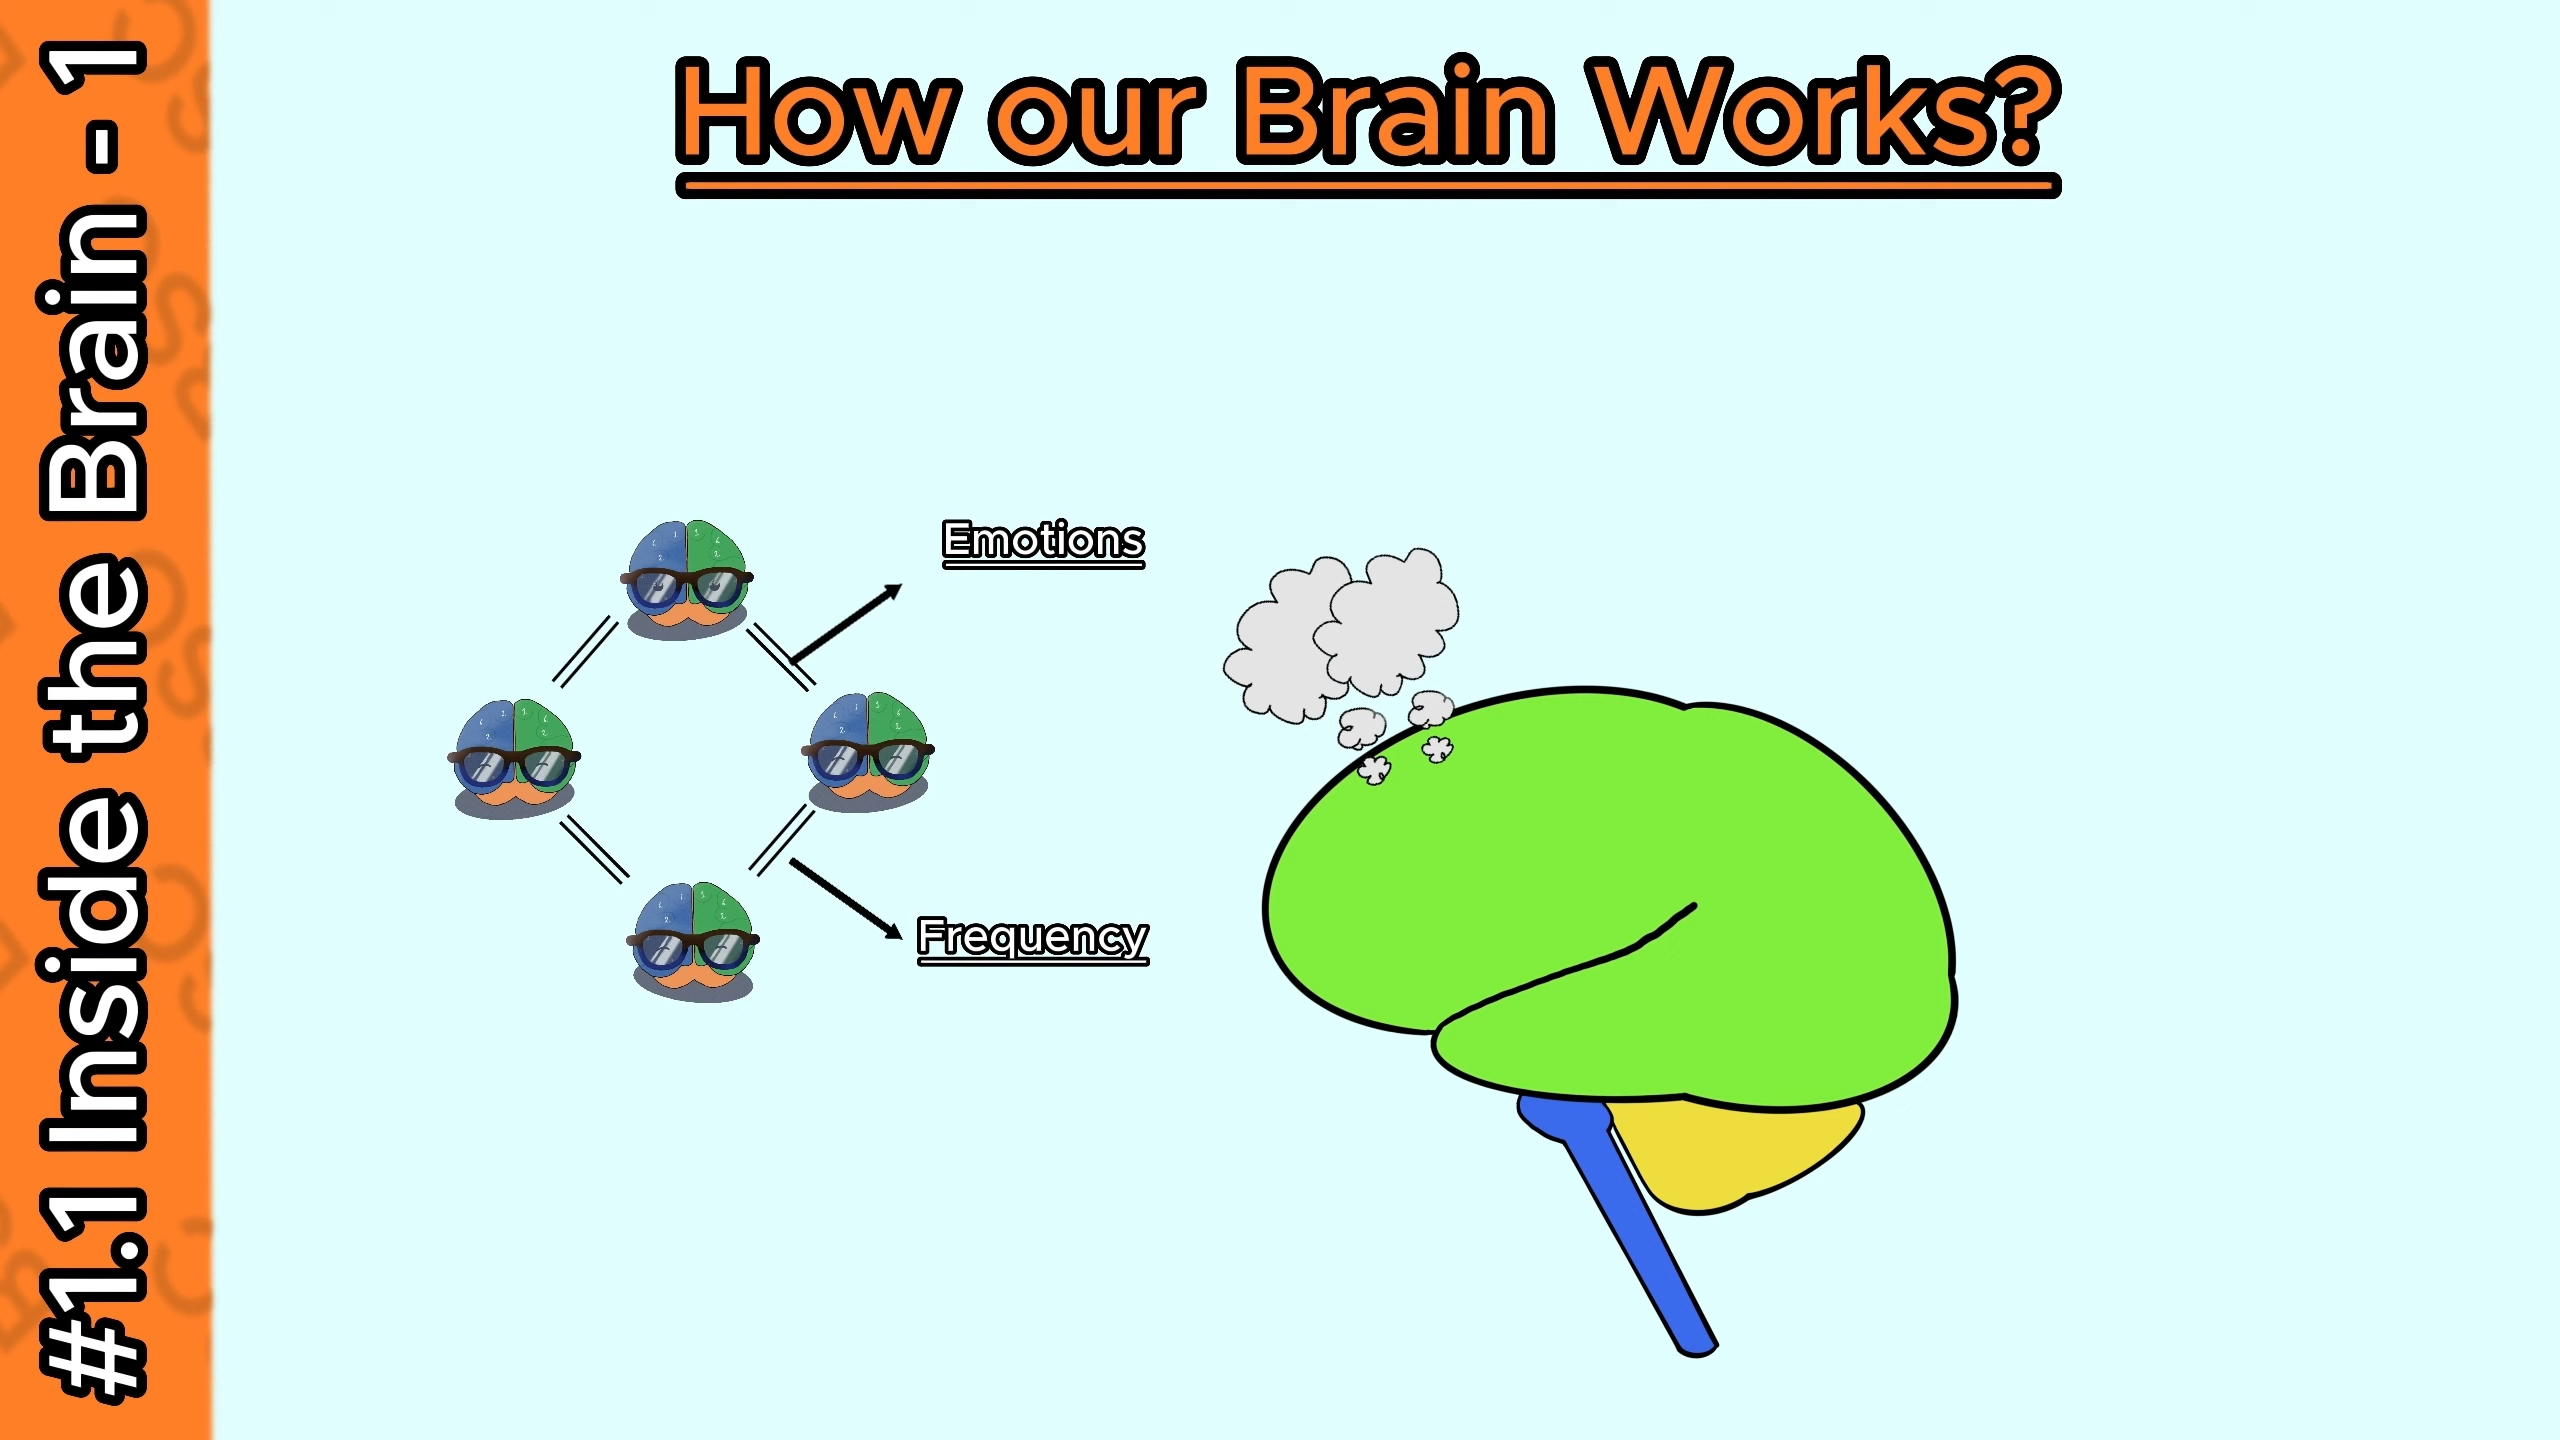 #1.1 Inside the Brain - 1
How our Brain Works?
Emotions
Frequency